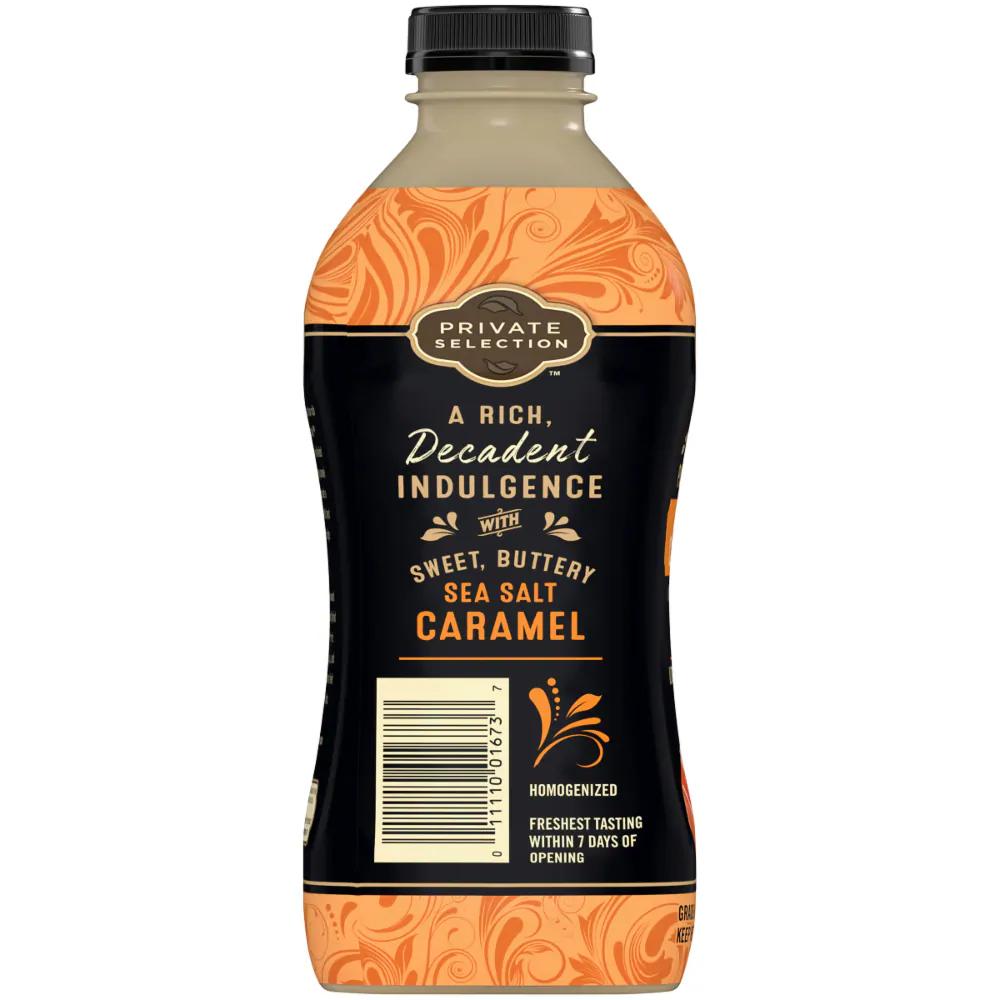 PRIVATE
SELECTION
™
A RICH,
Decadent
INDULGENCE
WITH
SWEET, BUTTERY
SEA SALT
CARAMEL
0 11110 01673 7
HOMOGENIZED
FRESHEST TASTING
WITHIN 7 DAYS OF
OPENING